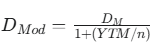 D_{Mod} = \frac{D_M}{1+(YTM/n)}